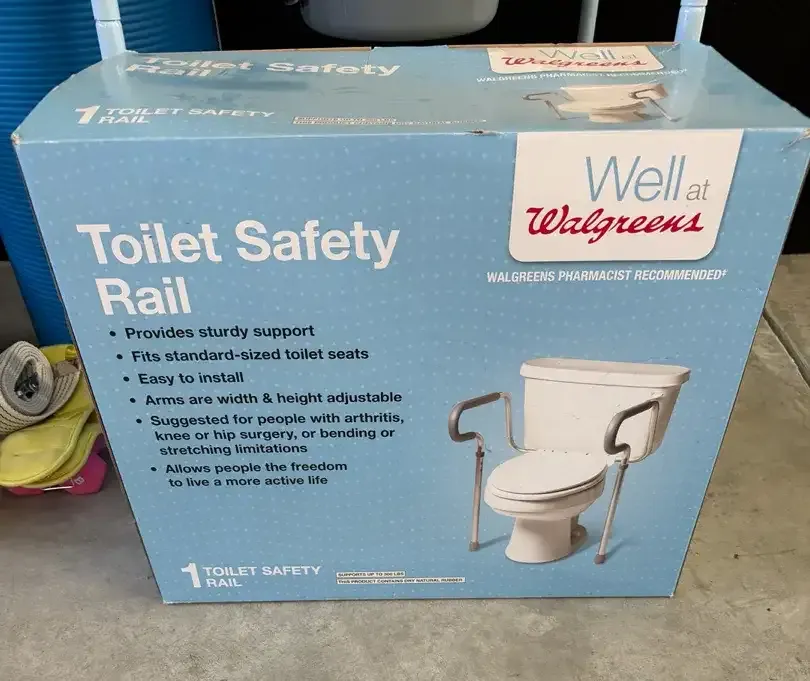 Toilet Safety
Rail
Well at
Walgreens
WALGREENS PHARMACIST RECOMMENDED‡
1 TOILET SAFETY
RAIL
Well at
Walgreens
WALGREENS PHARMACIST RECOMMENDED‡
Toilet Safety
Rail
• Provides sturdy support
• Fits standard-sized toilet seats
• Easy to install
• Arms are width & height adjustable
• Suggested for people with arthritis,
knee or hip surgery, or bending or
stretching limitations
• Allows people the freedom
to live a more active life
1 TOILET SAFETY
RAIL
SUPPORTS UP TO 300 LBS
THIS PRODUCT CONTAINS DRY NATURAL RUBBER